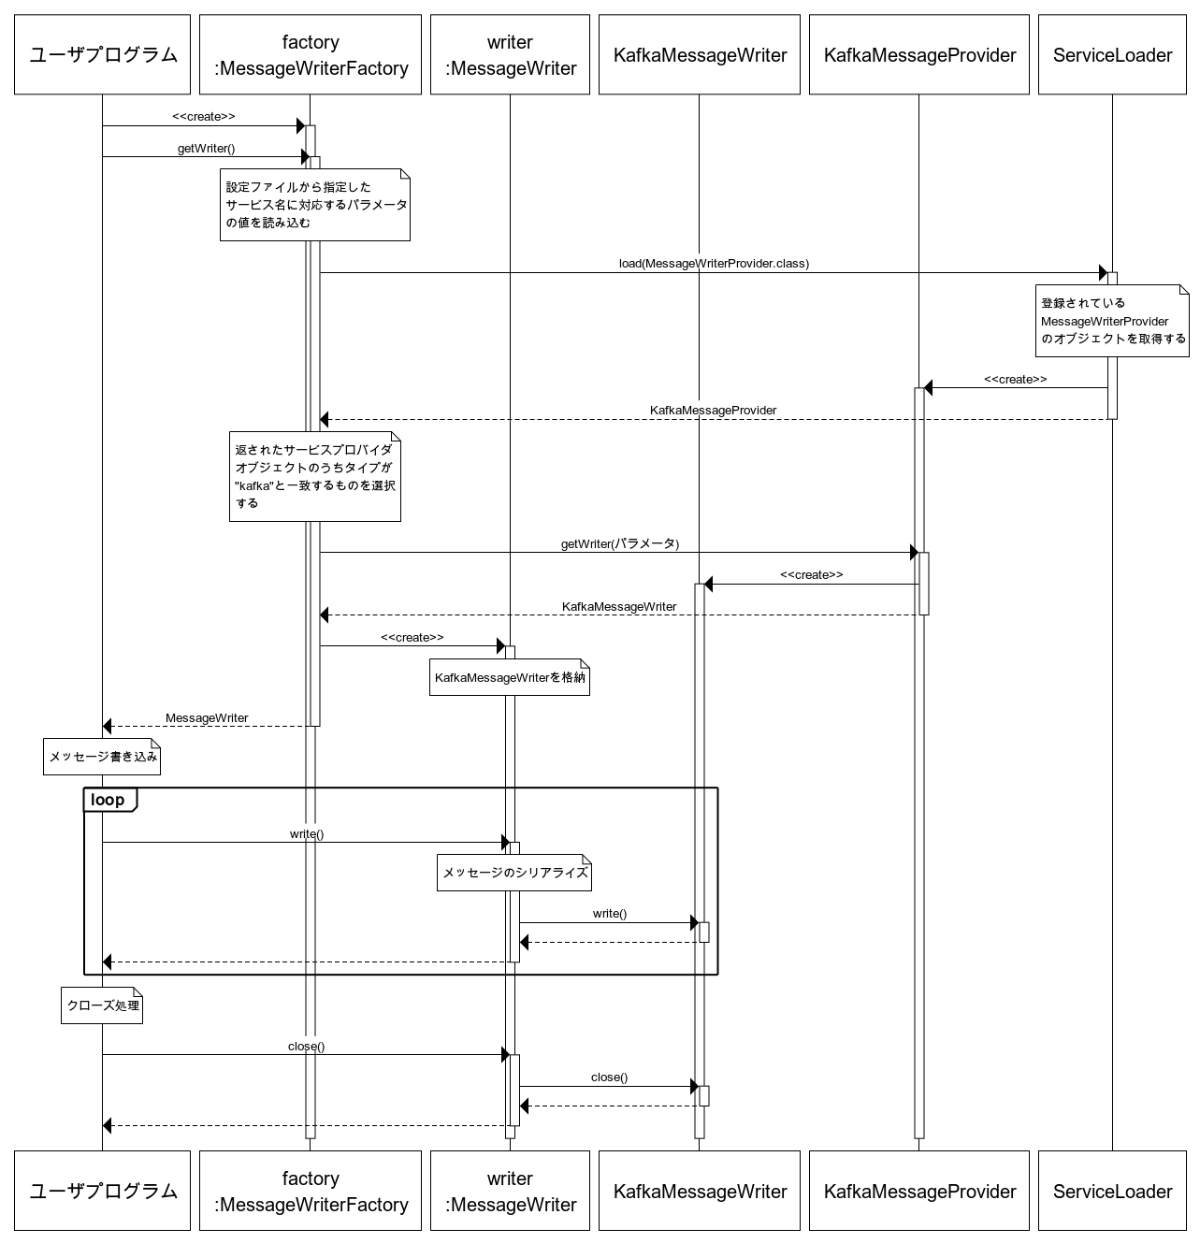 ユーザプログラム
factory
:MessageWriterFactory
writer
:MessageWriter
KafkaMessageWriter
KafkaMessageProvider
ServiceLoader
<<create>>
getWriter()
設定ファイルから指定した
サービス名に対応するパラメータ
の値を読み込む
load(MessageWriterProvider.class)
登録されている
MessageWriterProvider
のオブジェクトを取得する
<<create>>
KafkaMessageProvider
返されたサービスプロバイダ
オブジェクトのうちタイプが
"kafka"と一致するものを選択
する
getWriter(パラメータ)
<<create>>
KafkaMessageWriter
<<create>>
KafkaMessageWriterを格納
MessageWriter
メッセージ書き込み
loop
write()
メッセージのシリアライズ
write()
クローズ処理
close()
close()
ユーザプログラム
factory
:MessageWriterFactory
writer
:MessageWriter
KafkaMessageWriter
KafkaMessageProvider
ServiceLoader